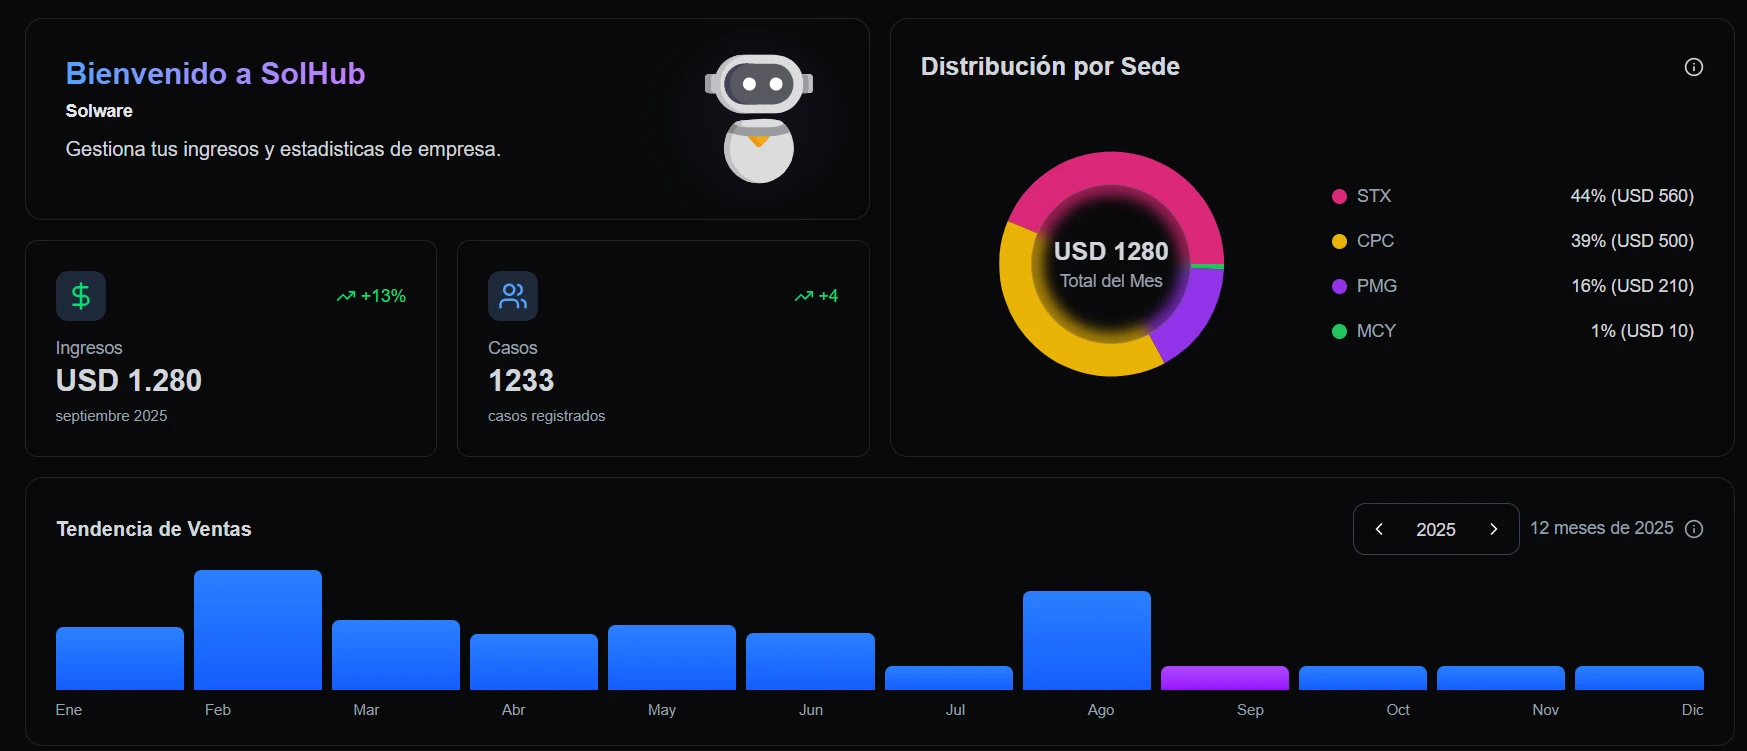 Bienvenido a SolHub
Solware
Gestiona tus ingresos y estadisticas de empresa.
+13%
Ingresos
USD 1.280
septiembre 2025
+4
Casos
1233
casos registrados
Distribución por Sede
USD 1280
Total del Mes
STX 44% (USD 560)
CPC 39% (USD 500)
PMG 16% (USD 210)
MCY 1% (USD 10)
Tendencia de Ventas
2025
12 meses de 2025
Ene Feb Mar Abr May Jun Jul Ago Sep Oct Nov Dic